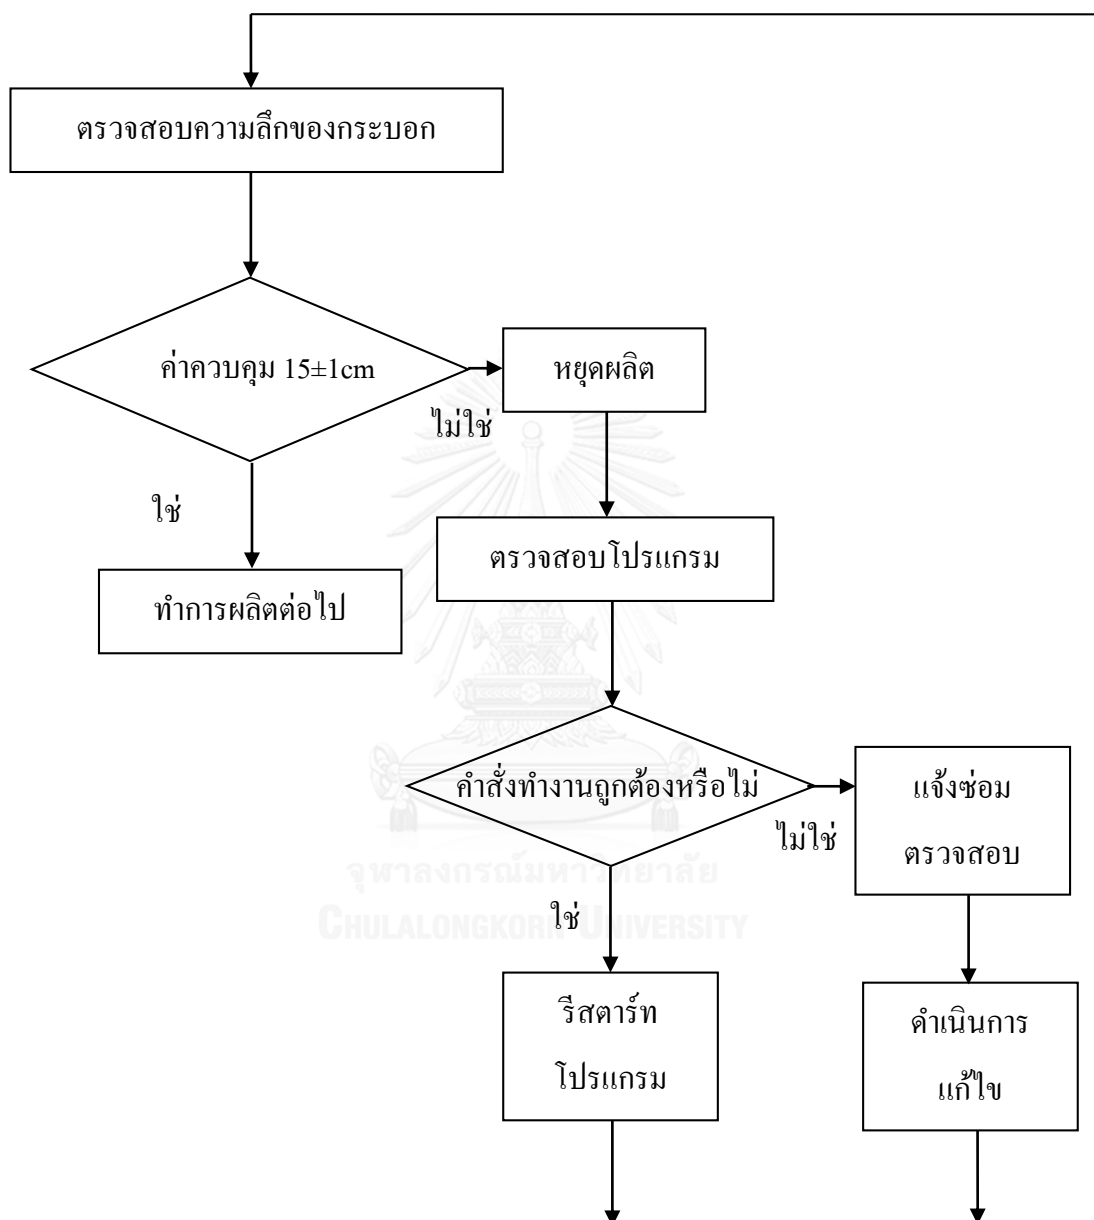 ตรวจสอบความลึกของกระบอก
ค่าควบคุม 15±1cm
หยุดผลิต
ไม่ใช่
ใช่
ตรวจสอบโปรแกรม
ทำการผลิตต่อไป
คำสั่งทำงานถูกต้องหรือไม่
แจ้งซ่อม
ตรวจสอบ
ไม่ใช่
จุฬาลงกรณ์มหาวิทยาลัย
CHULALONGKORN UNIVERSITY
ใช่
รีสตาร์ท
โปรแกรม
ดำเนินการ
แก้ไข